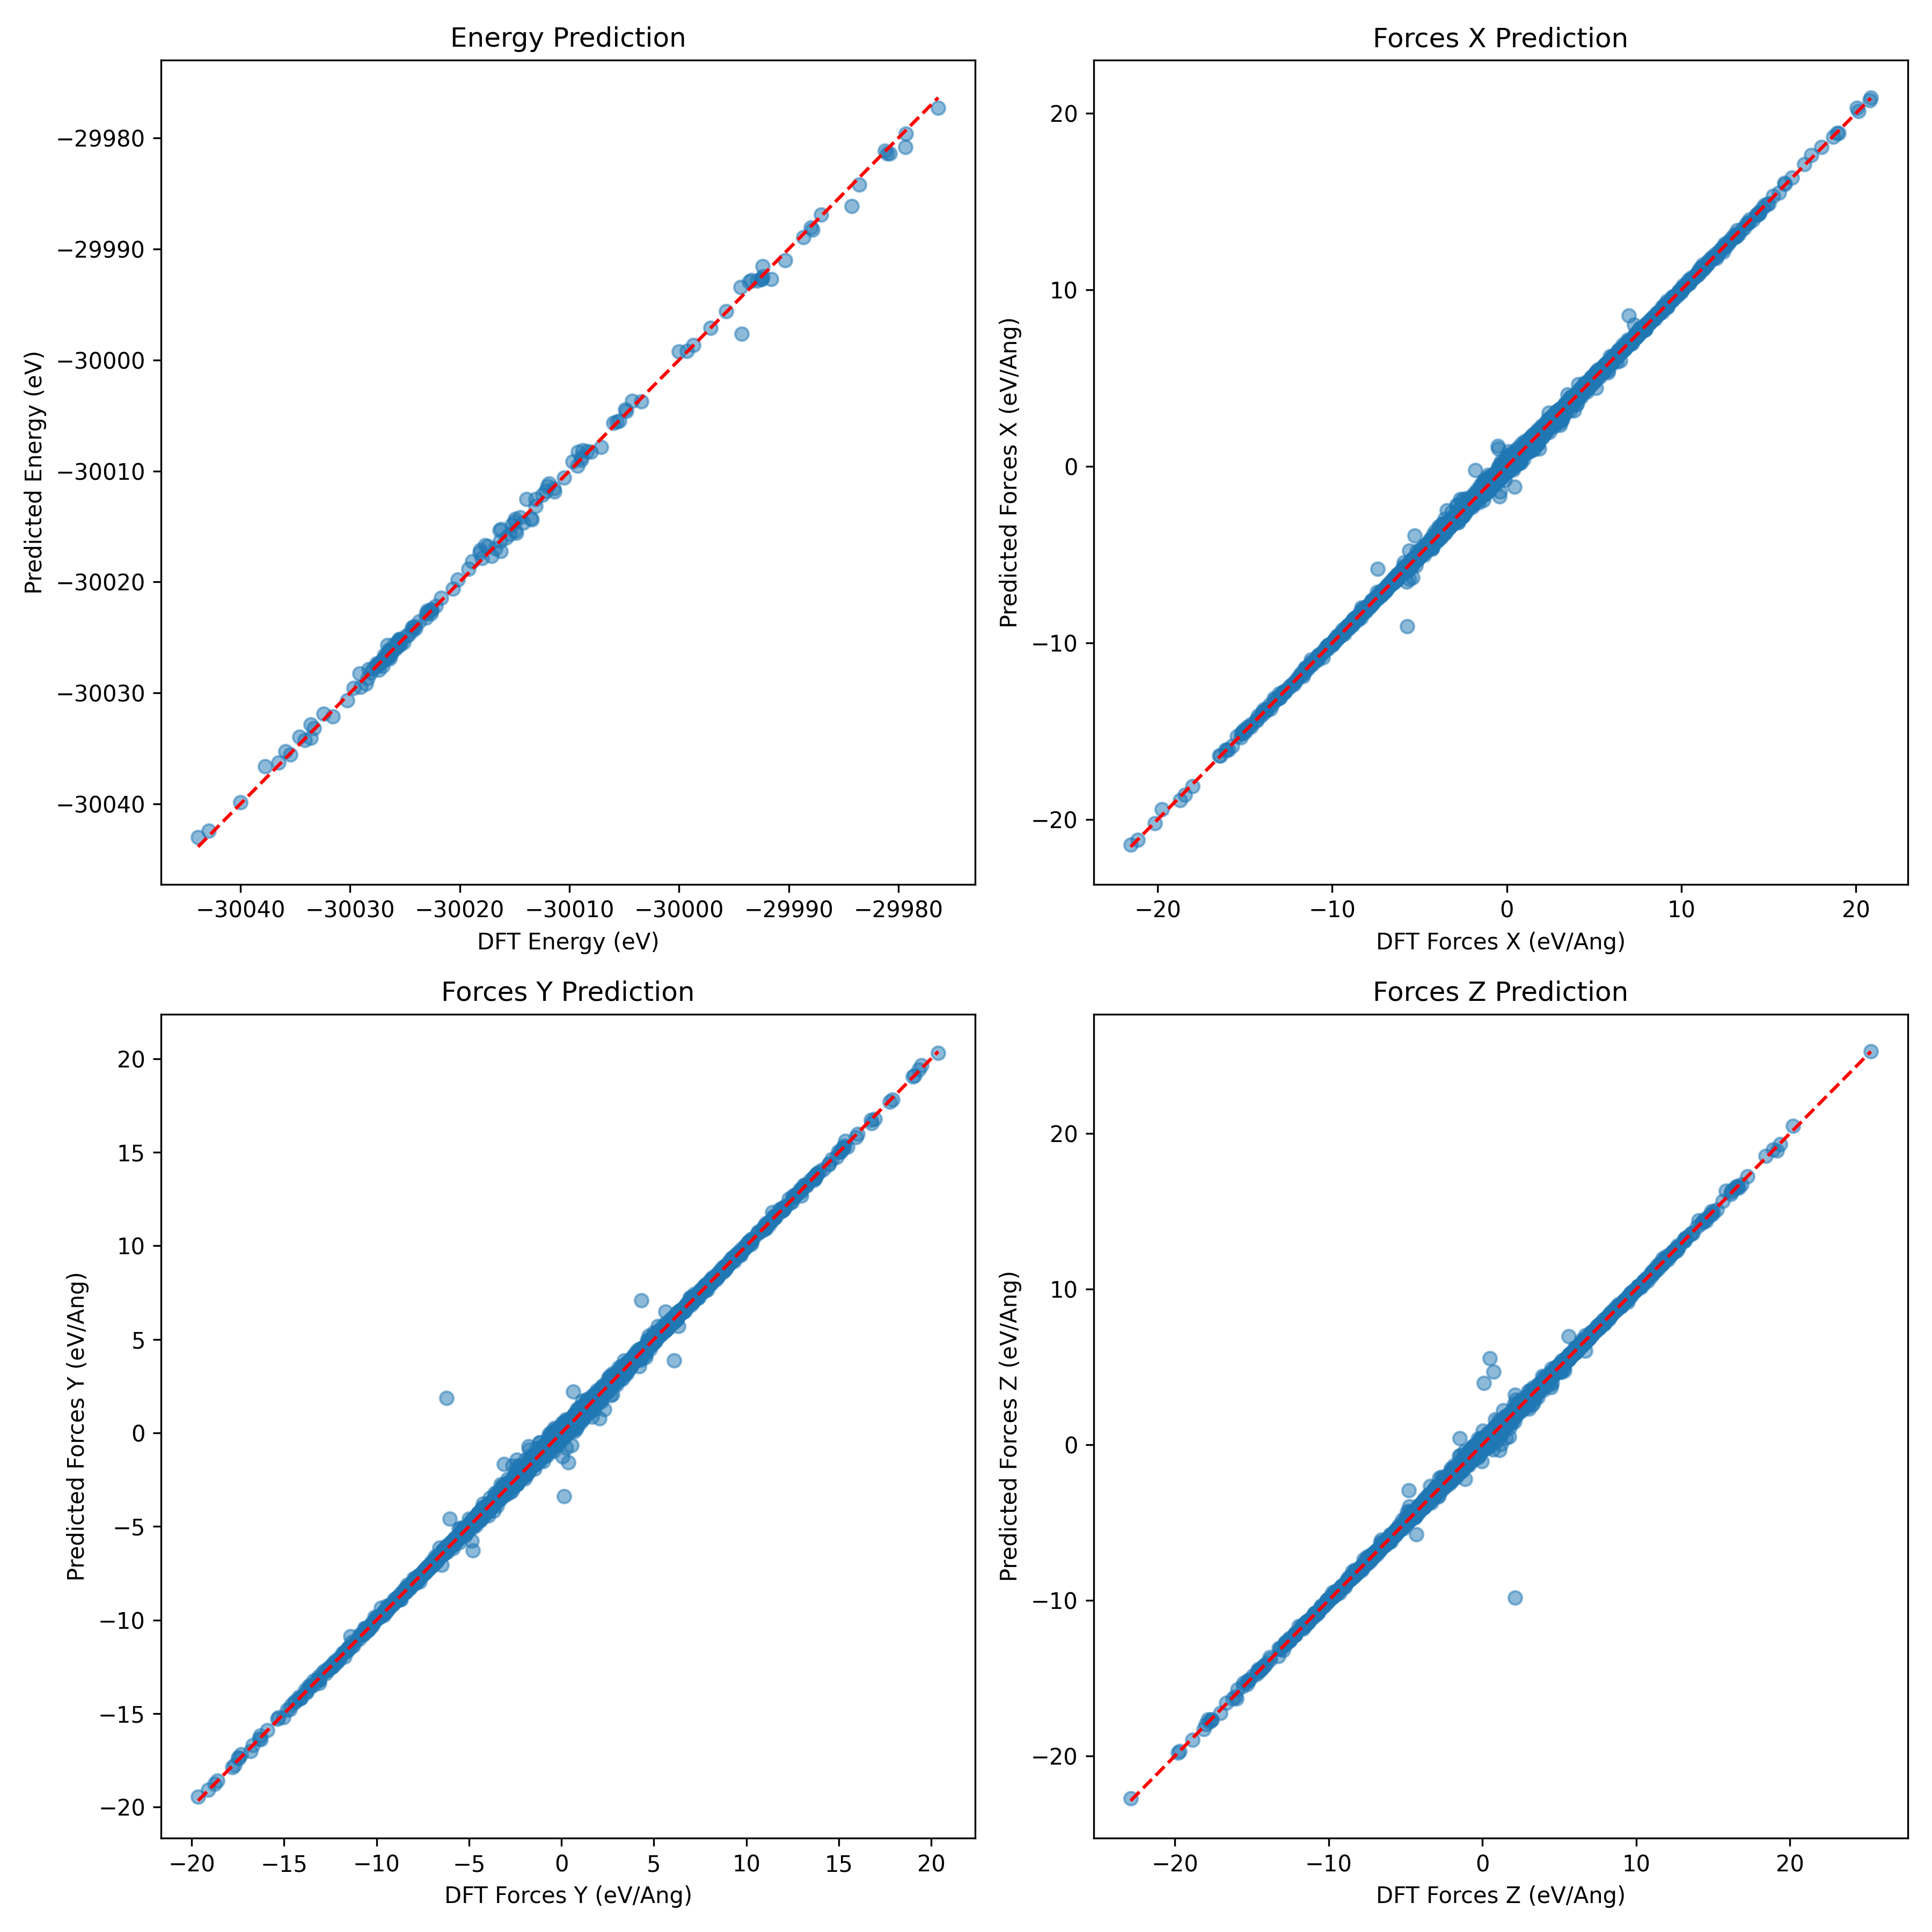 Energy Prediction
Predicted Energy (eV)
−29980
−29990
−30000
−30010
−30020
−30030
−30040
−30040 −30030 −30020 −30010 −30000 −29990 −29980
DFT Energy (eV)
Forces X Prediction
Predicted Forces X (eV/Ang)
20
10
0
−10
−20
−20 −10 0 10 20
DFT Forces X (eV/Ang)
Forces Y Prediction
Predicted Forces Y (eV/Ang)
20
15
10
5
0
−5
−10
−15
−20
−20 −15 −10 −5 0 5 10 15 20
DFT Forces Y (eV/Ang)
Forces Z Prediction
Predicted Forces Z (eV/Ang)
20
10
0
−10
−20
−20 −10 0 10 20
DFT Forces Z (eV/Ang)